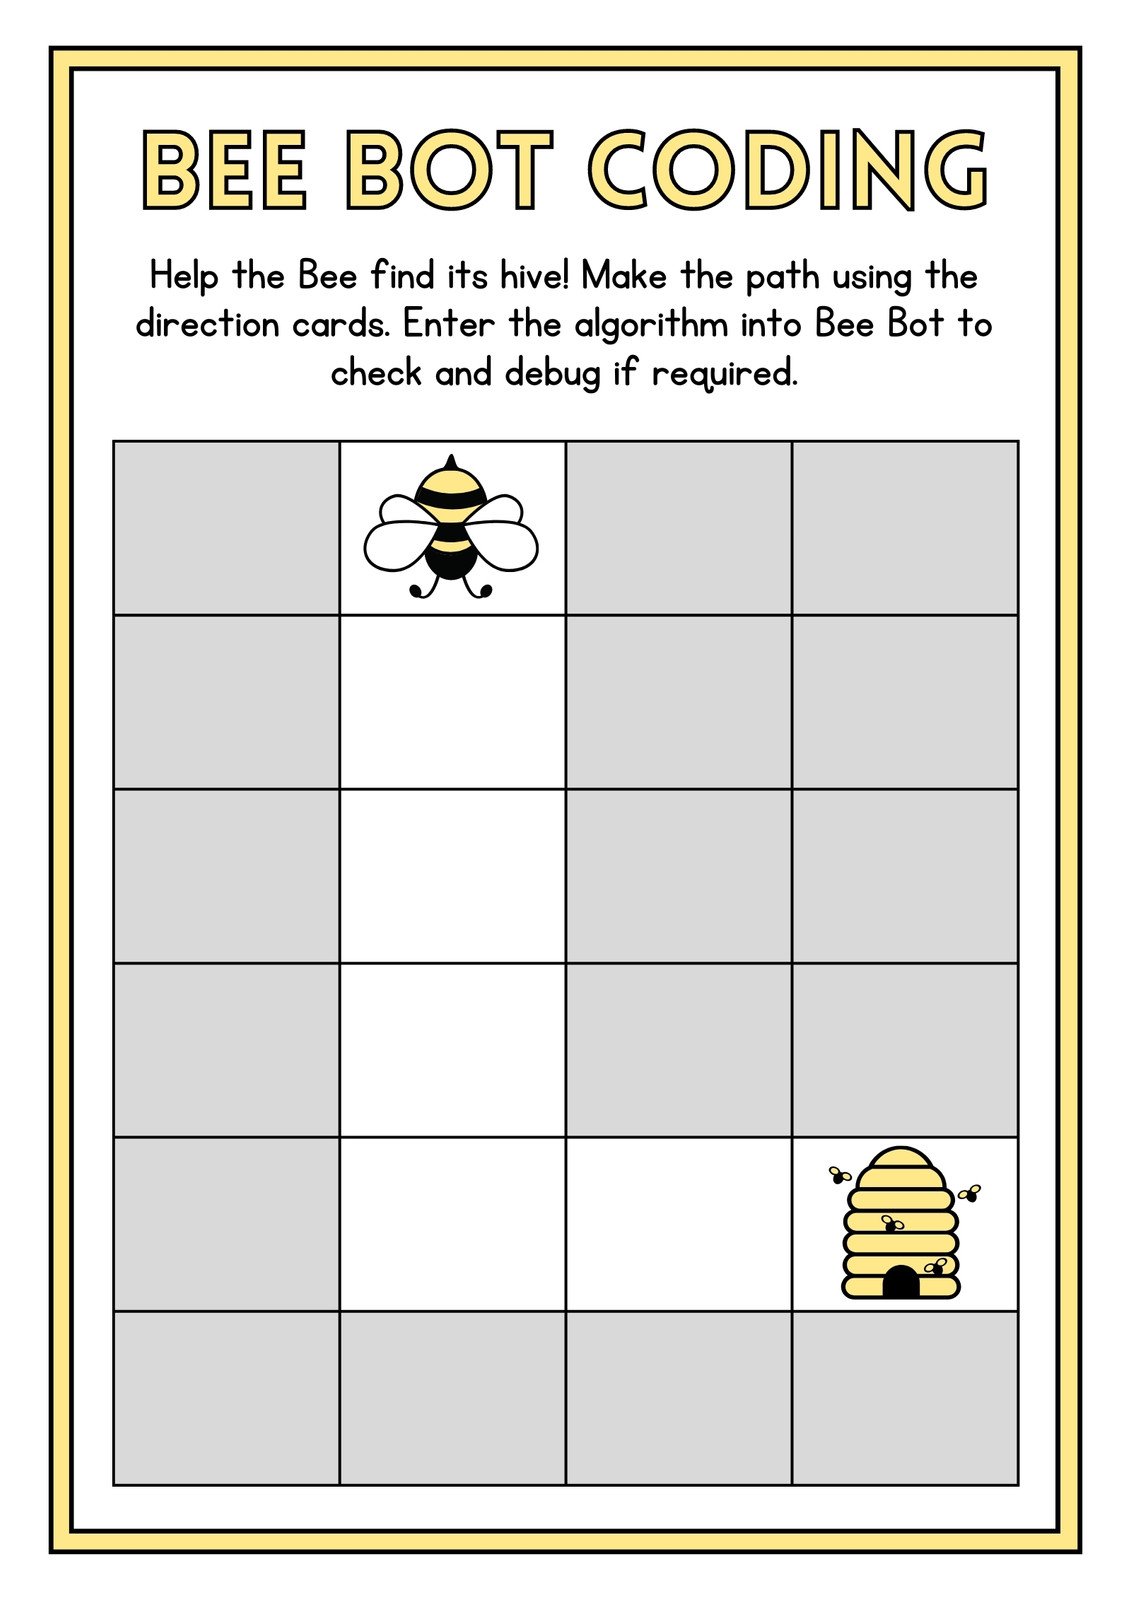 BEE BOT CODING
Help the Bee find its hive! Make the path using the
direction cards. Enter the algorithm into Bee Bot to
check and debug if required.